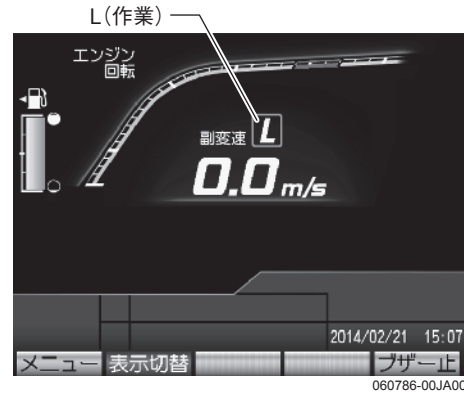 L(作業)
エンジン
回転
副変速 L
0.0 m/s
2014/02/21 15:07
メニュー 表示切替 ブザー止
060786-00JA00